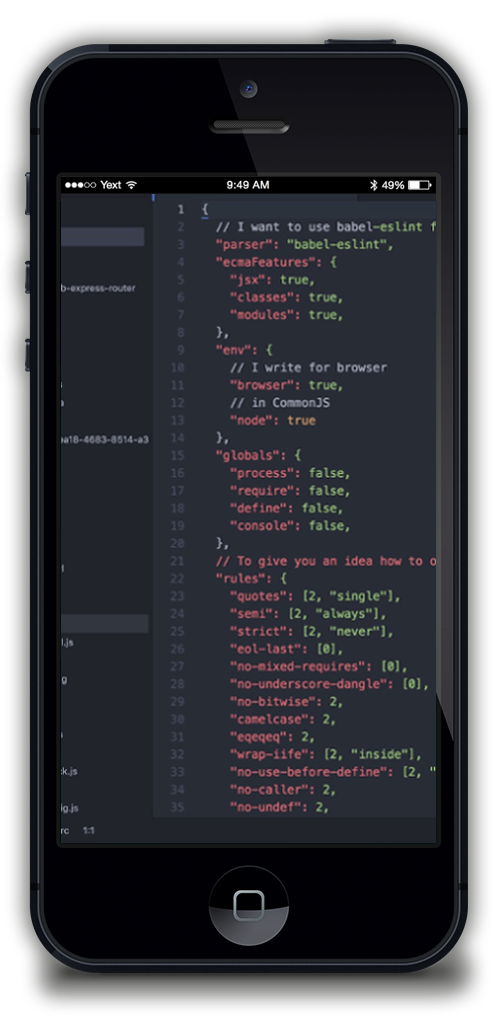 Yext 9:49 AM 49%
b-express-router
ea18-4683-8514-a3
l.js
g
ck.js
ig.js
rc 1:1
1 {
2 // I want to use babel-eslint f
3 "parser": "babel-eslint",
4 "ecmaFeatures": {
5 "jsx": true,
6 "classes": true,
7 "modules": true,
8 },
9 "env": {
10 // I write for browser
11 "browser": true,
12 // in CommonJS
13 "node": true
14 },
15 "globals": {
16 "process": false,
17 "require": false,
18 "define": false,
19 "console": false,
20 },
21 // To give you an idea how to o
22 "rules": {
23 "quotes": [2, "single"],
24 "semi": [2, "always"],
25 "strict": [2, "never"],
26 "eol-last": [0],
27 "no-mixed-requires": [0],
28 "no-underscore-dangle": [0],
29 "no-bitwise": 2,
30 "camelcase": 2,
31 "eqeqeq": 2,
32 "wrap-iife": [2, "inside"],
33 "no-use-before-define": [2, "
34 "no-caller": 2,
35 "no-undef": 2,